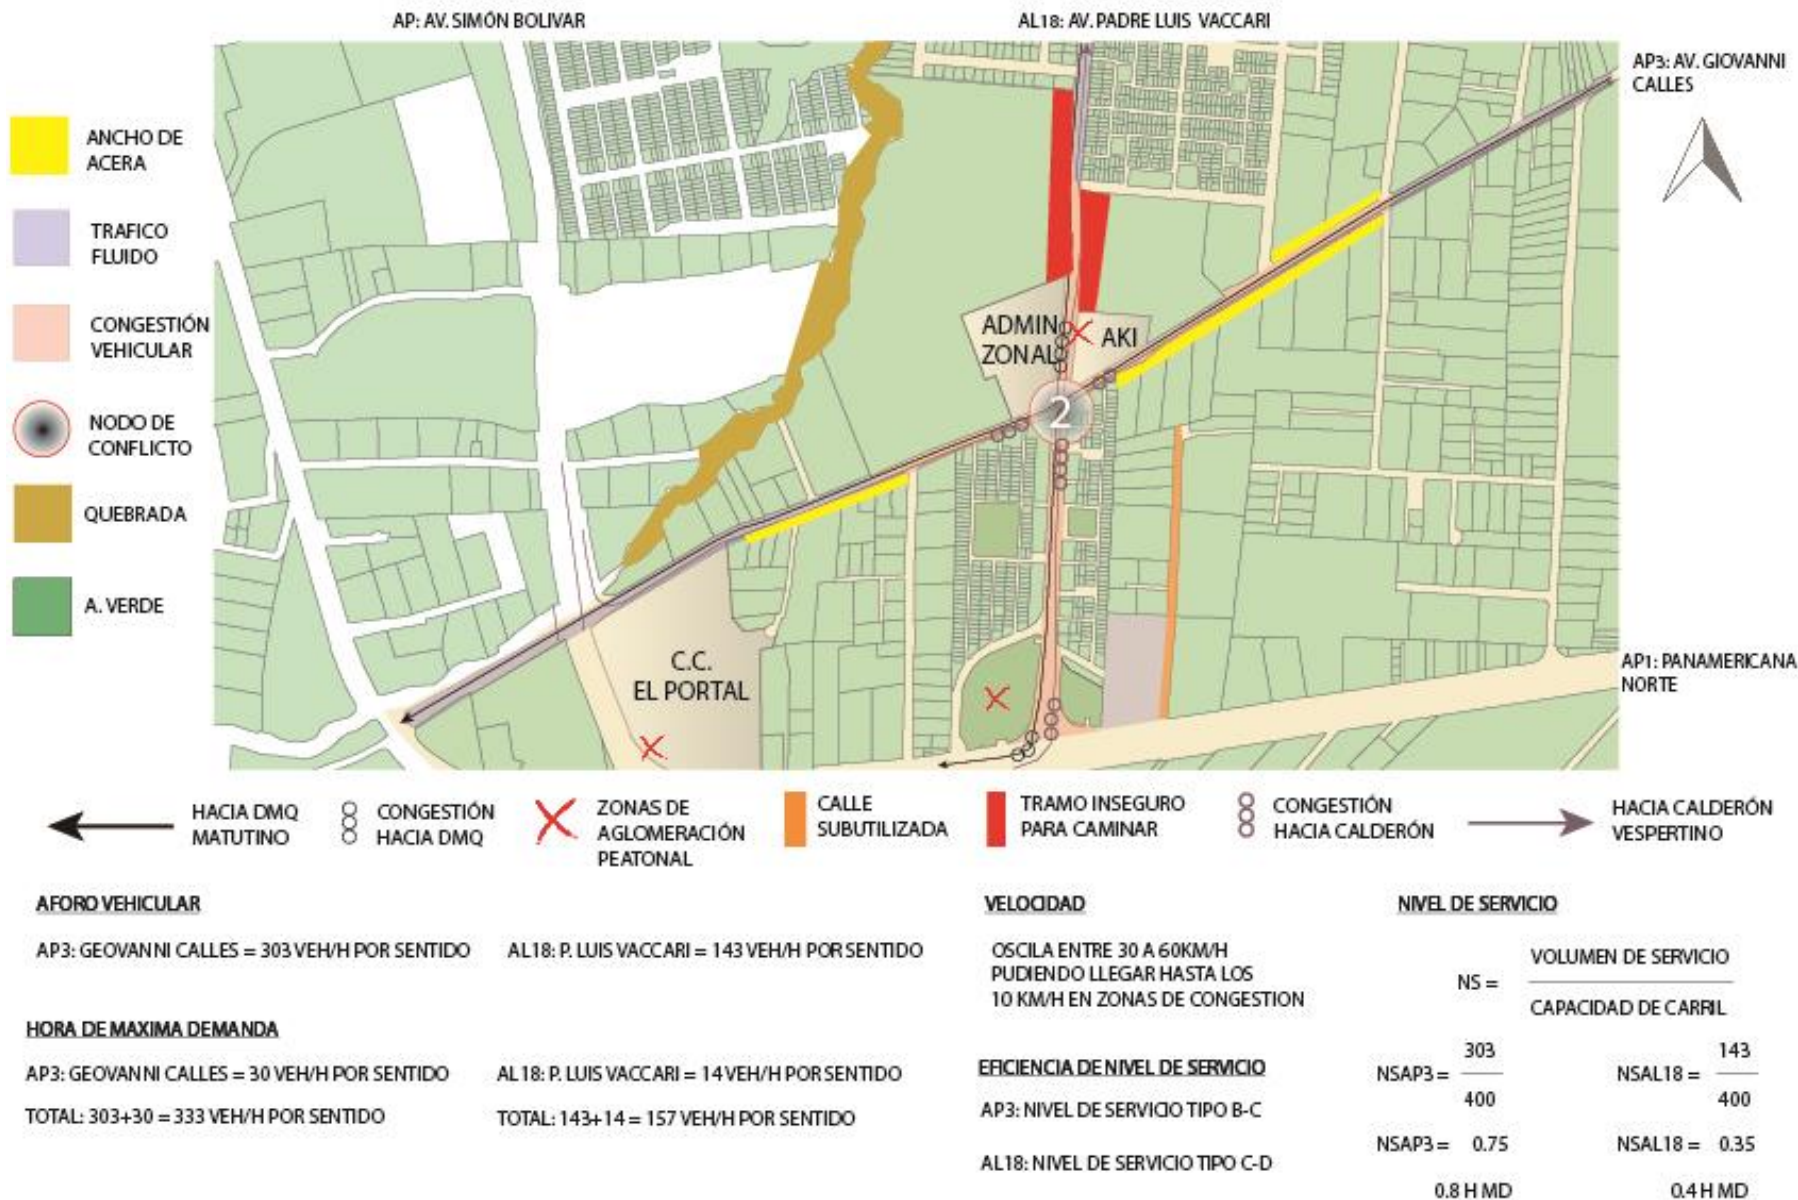 AP: AV. SIMÓN BOLIVAR
AL18: AV. PADRE LUIS VACCARI
AP3: AV. GIOVANNI
CALLES
ANCHO DE
ACERA
TRAFICO
FLUIDO
CONGESTIÓN
VEHICULAR
NODO DE
CONFLICTO
QUEBRADA
A. VERDE
ADMIN
ZONAL
AKI
2
C.C.
EL PORTAL
AP1: PANAMERICANA
NORTE
HACIA DMQ
MATUTINO
CONGESTIÓN
HACIA DMQ
ZONAS DE
AGLOMERACIÓN
PEATONAL
CALLE
SUBUTILIZADA
TRAMO INSEGURO
PARA CAMINAR
CONGESTIÓN
HACIA CALDERÓN
HACIA CALDERÓN
VESPERTINO
AFORO VEHICULAR
AP3: GEOVANNI CALLES = 303 VEH/H POR SENTIDO
AL18: P. LUIS VACCARI = 143 VEH/H POR SENTIDO
HORA DE MAXIMA DEMANDA
AP3: GEOVANNI CALLES = 30 VEH/H POR SENTIDO
AL18: P. LUIS VACCARI = 14 VEH/H POR SENTIDO
TOTAL: 303+30 = 333 VEH/H POR SENTIDO
TOTAL: 143+14 = 157 VEH/H POR SENTIDO
VELOCIDAD
OSCILA ENTRE 30 A 60KM/H
PUDIENDO LLEGAR HASTA LOS
10 KM/H EN ZONAS DE CONGESTION
EFICIENCIA DE NIVEL DE SERVICIO
AP3: NIVEL DE SERVICIO TIPO B-C
AL18: NIVEL DE SERVICIO TIPO C-D
NIVEL DE SERVICIO
VOLUMEN DE SERVICIO
NS =
CAPACIDAD DE CARRIL
303
NSAP3 =
400
143
NSAL18 =
400
NSAP3 = 0.75
NSAL18 = 0.35
0.8 H MD
0.4 H MD